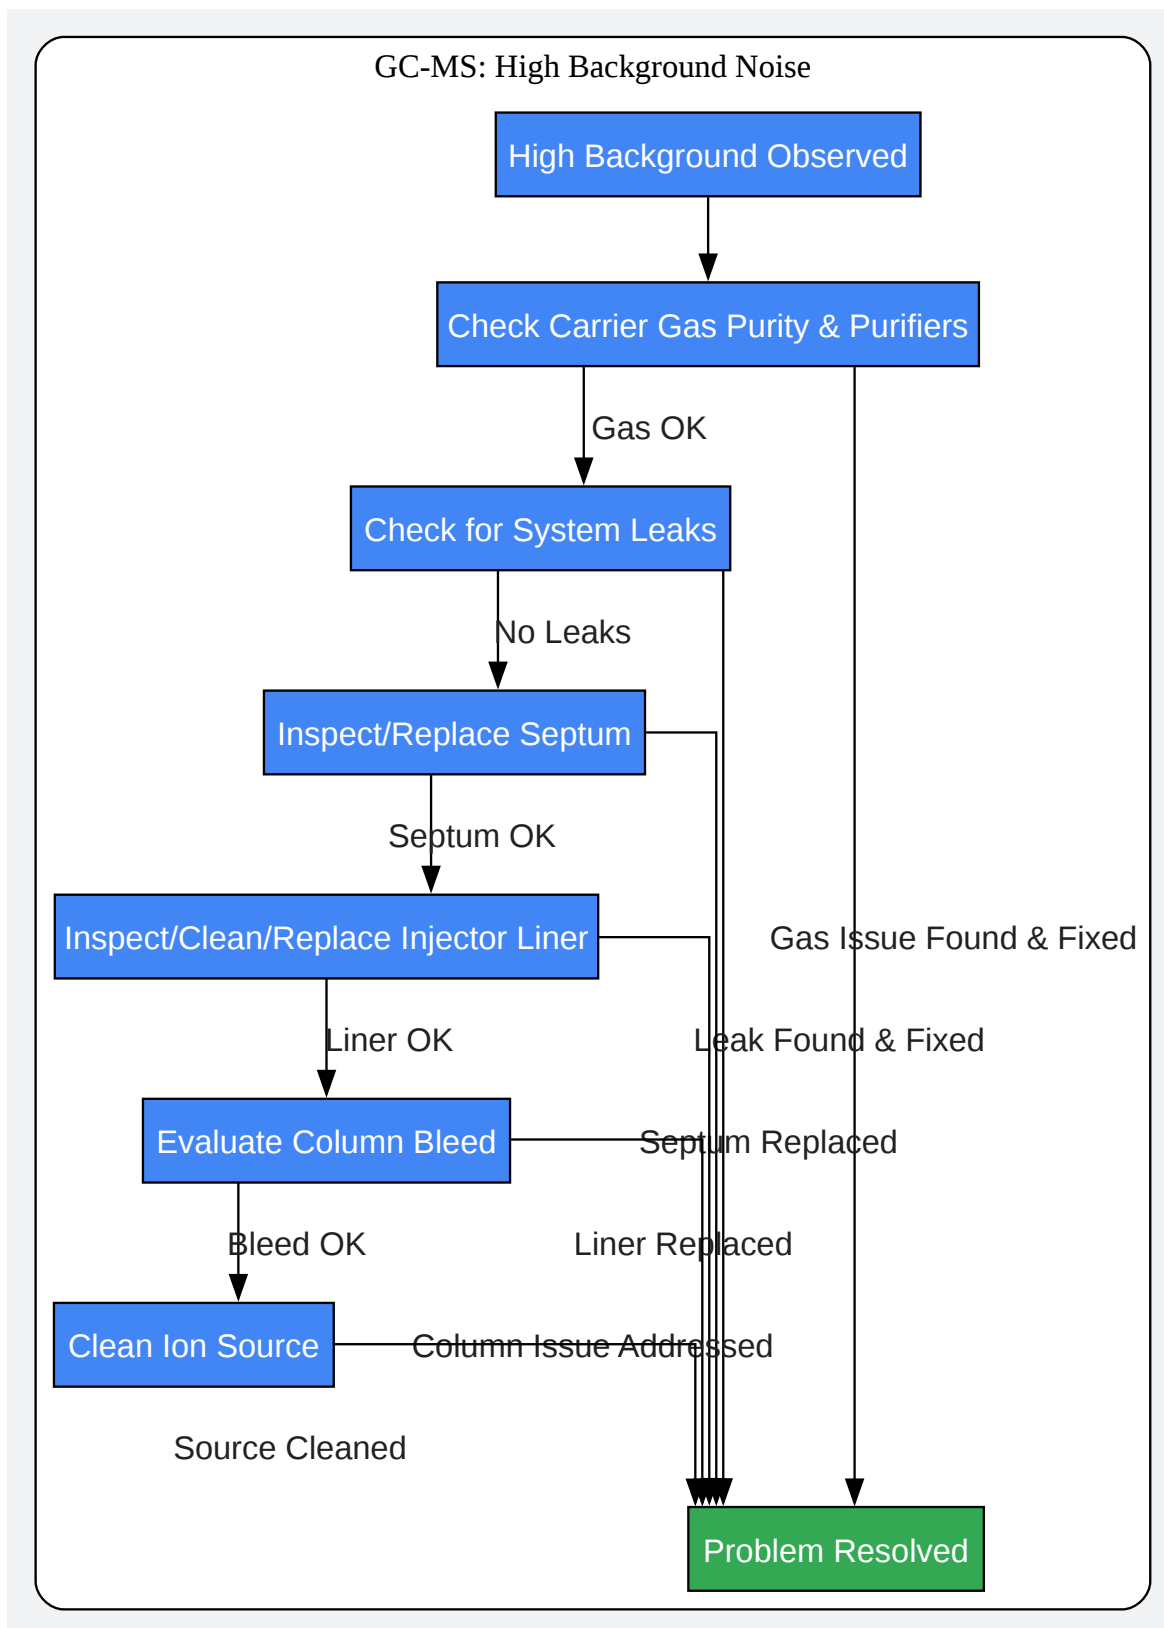 GC-MS: High Background Noise
High Background Observed
Check Carrier Gas Purity & Purifiers
Gas OK
Check for System Leaks
No Leaks
Inspect/Replace Septum
Septum OK
Inspect/Clean/Replace Injector Liner
Gas Issue Found & Fixed
Liner OK
Leak Found & Fixed
Evaluate Column Bleed
Septum Replaced
Bleed OK
Liner Replaced
Clean Ion Source
Column Issue Addressed
Source Cleaned
Problem Resolved